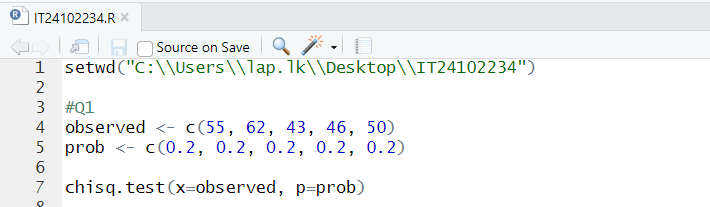 IT24102234.R
Source on Save
1 setwd("C:\\Users\\lap.lk\\Desktop\\IT24102234")
2
3 #Q1
4 observed <- c(55, 62, 43, 46, 50)
5 prob <- c(0.2, 0.2, 0.2, 0.2, 0.2)
6
7 chisq.test(x=observed, p=prob)
8